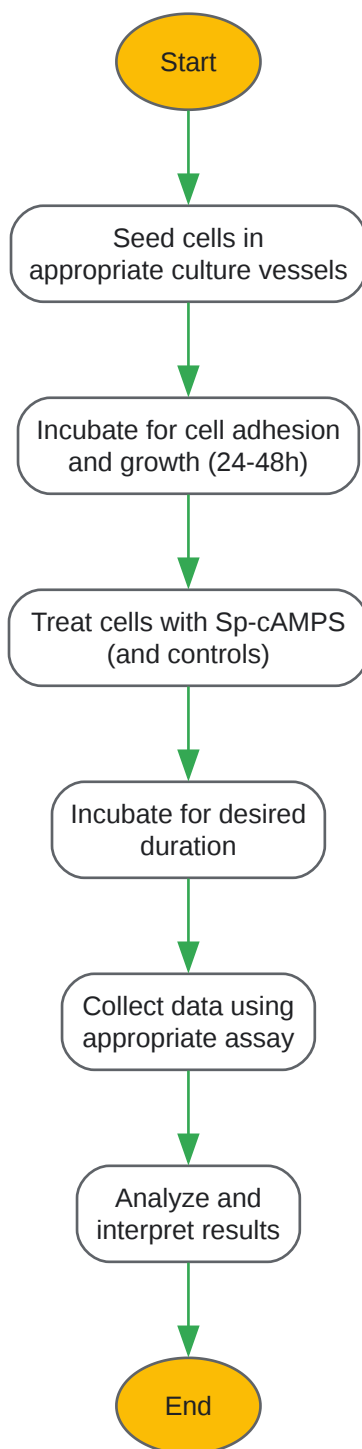 Start
Seed cells in
appropriate culture vessels
Incubate for cell adhesion
and growth (24-48h)
Treat cells with Sp-cAMPS
(and controls)
Incubate for desired
duration
Collect data using
appropriate assay
Analyze and
interpret results
End